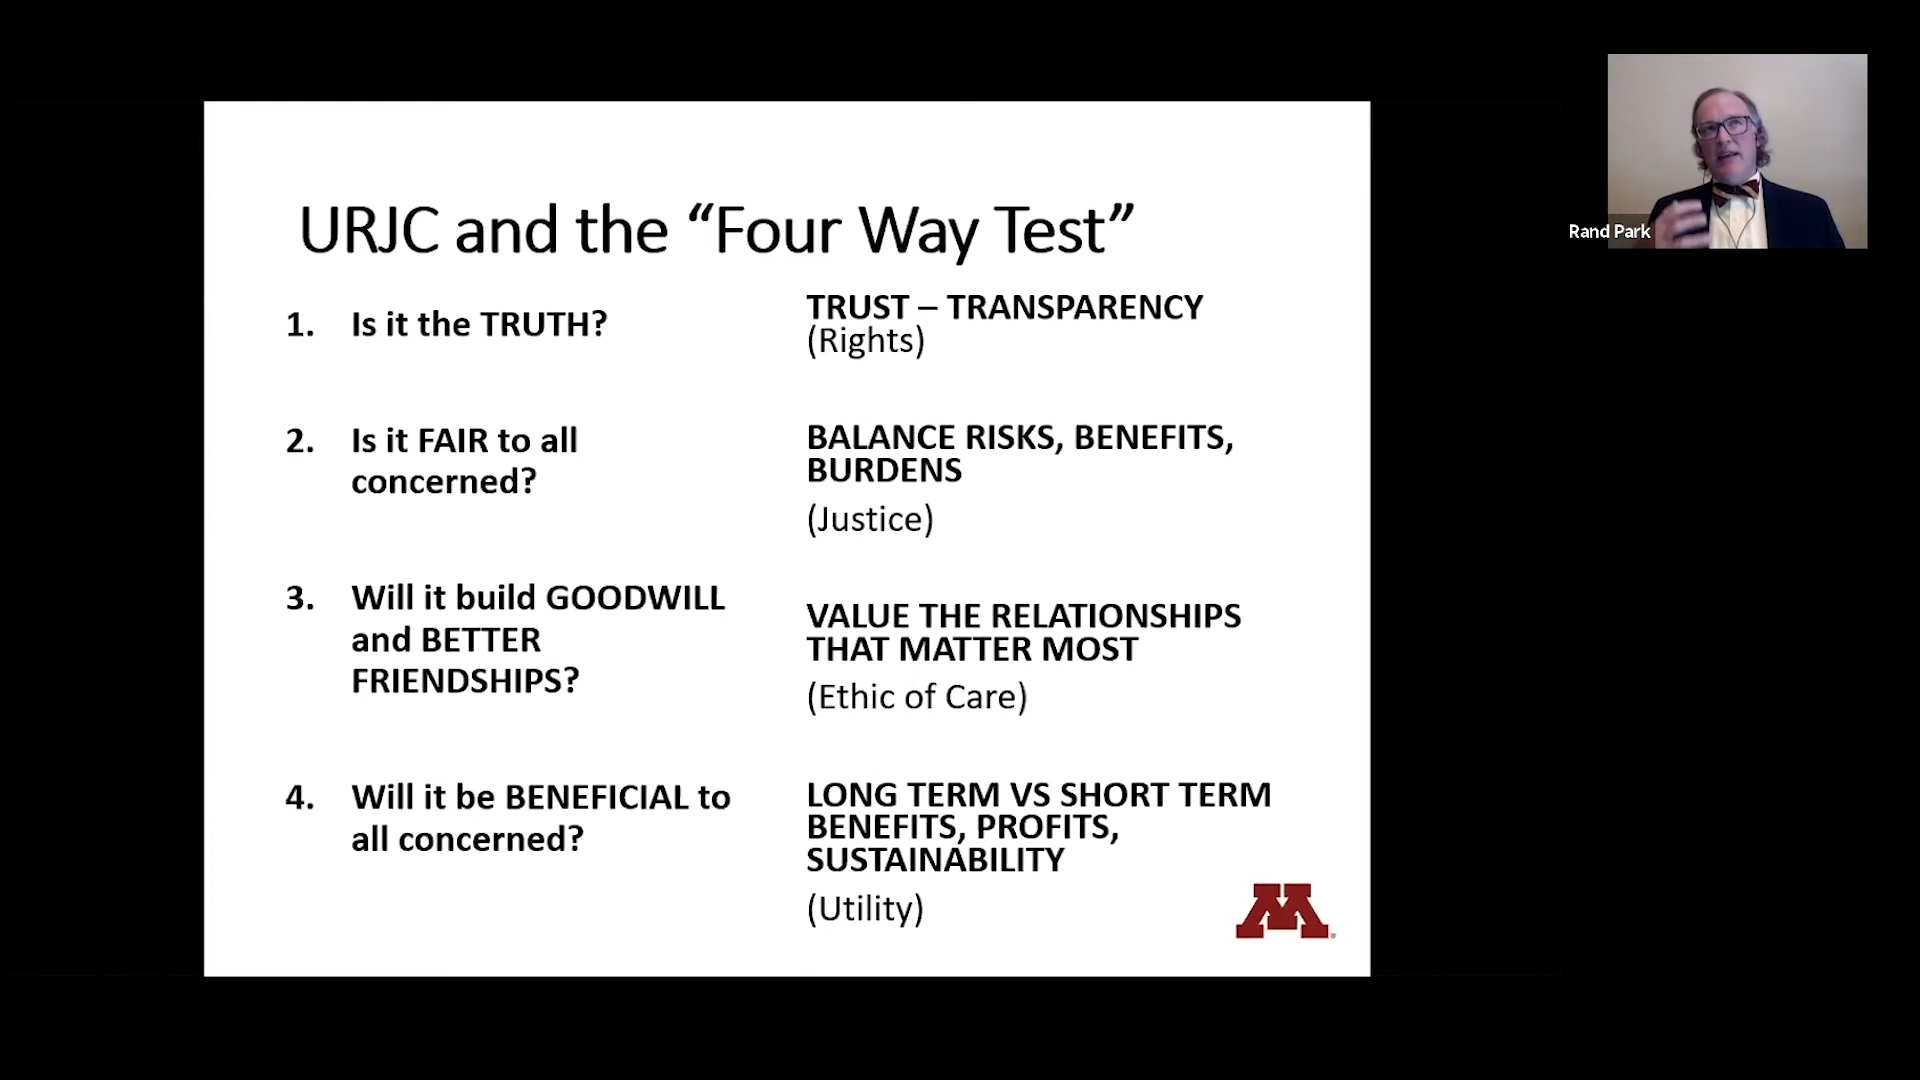 URJC and the “Four Way Test”
1. Is it the TRUTH?
TRUST – TRANSPARENCY
(Rights)
2. Is it FAIR to all
concerned?
BALANCE RISKS, BENEFITS,
BURDENS
(Justice)
3. Will it build GOODWILL
and BETTER
FRIENDSHIPS?
VALUE THE RELATIONSHIPS
THAT MATTER MOST
(Ethic of Care)
4. Will it be BENEFICIAL to
all concerned?
LONG TERM VS SHORT TERM
BENEFITS, PROFITS,
SUSTAINABILITY
(Utility)
M
Rand Park